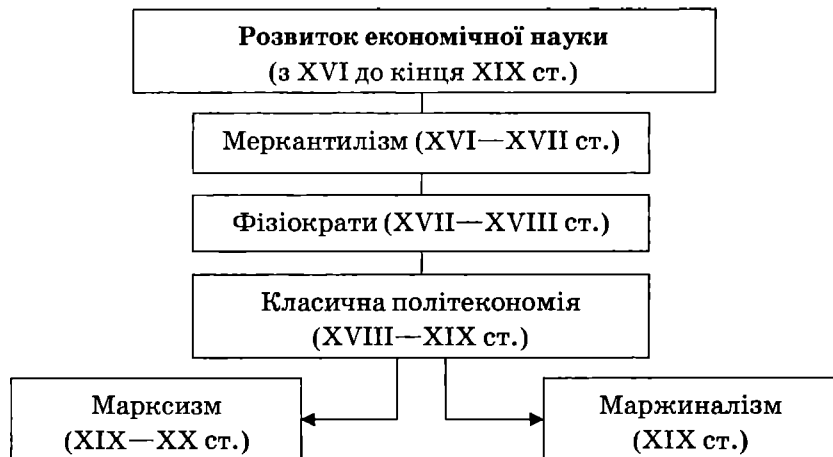 Розвиток економічної науки
(з XVI до кінця XIX ст.)
Меркантилізм (XVI—XVII ст.)
Фізіократи (XVII—XVIII ст.)
Класична політекономія
(XVIII—XIX ст.)
Марксизм
(XIX—XX ст.)
Маржиналізм
(XIX ст.)